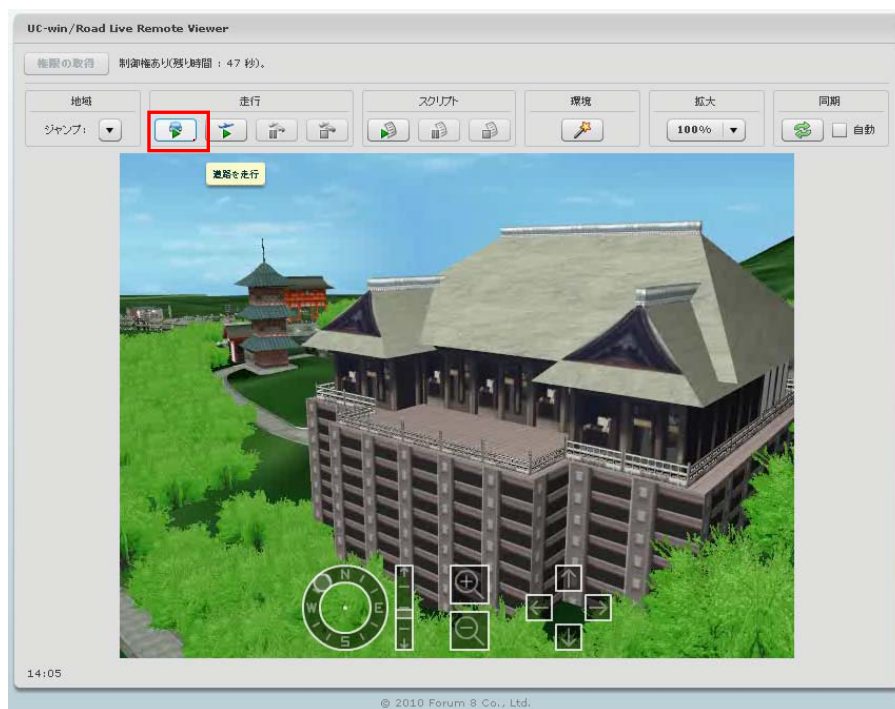 UC-win/Road Live Remote Viewer
権限の取得 制御権あり(残り時間 : 47 秒)。
地域 走行 スクリプト 環境 拡大 同期
ジャンプ: 100% 自動
道路を走行
N
W E
S
14:05
© 2010 Forum 8 Co., Ltd.